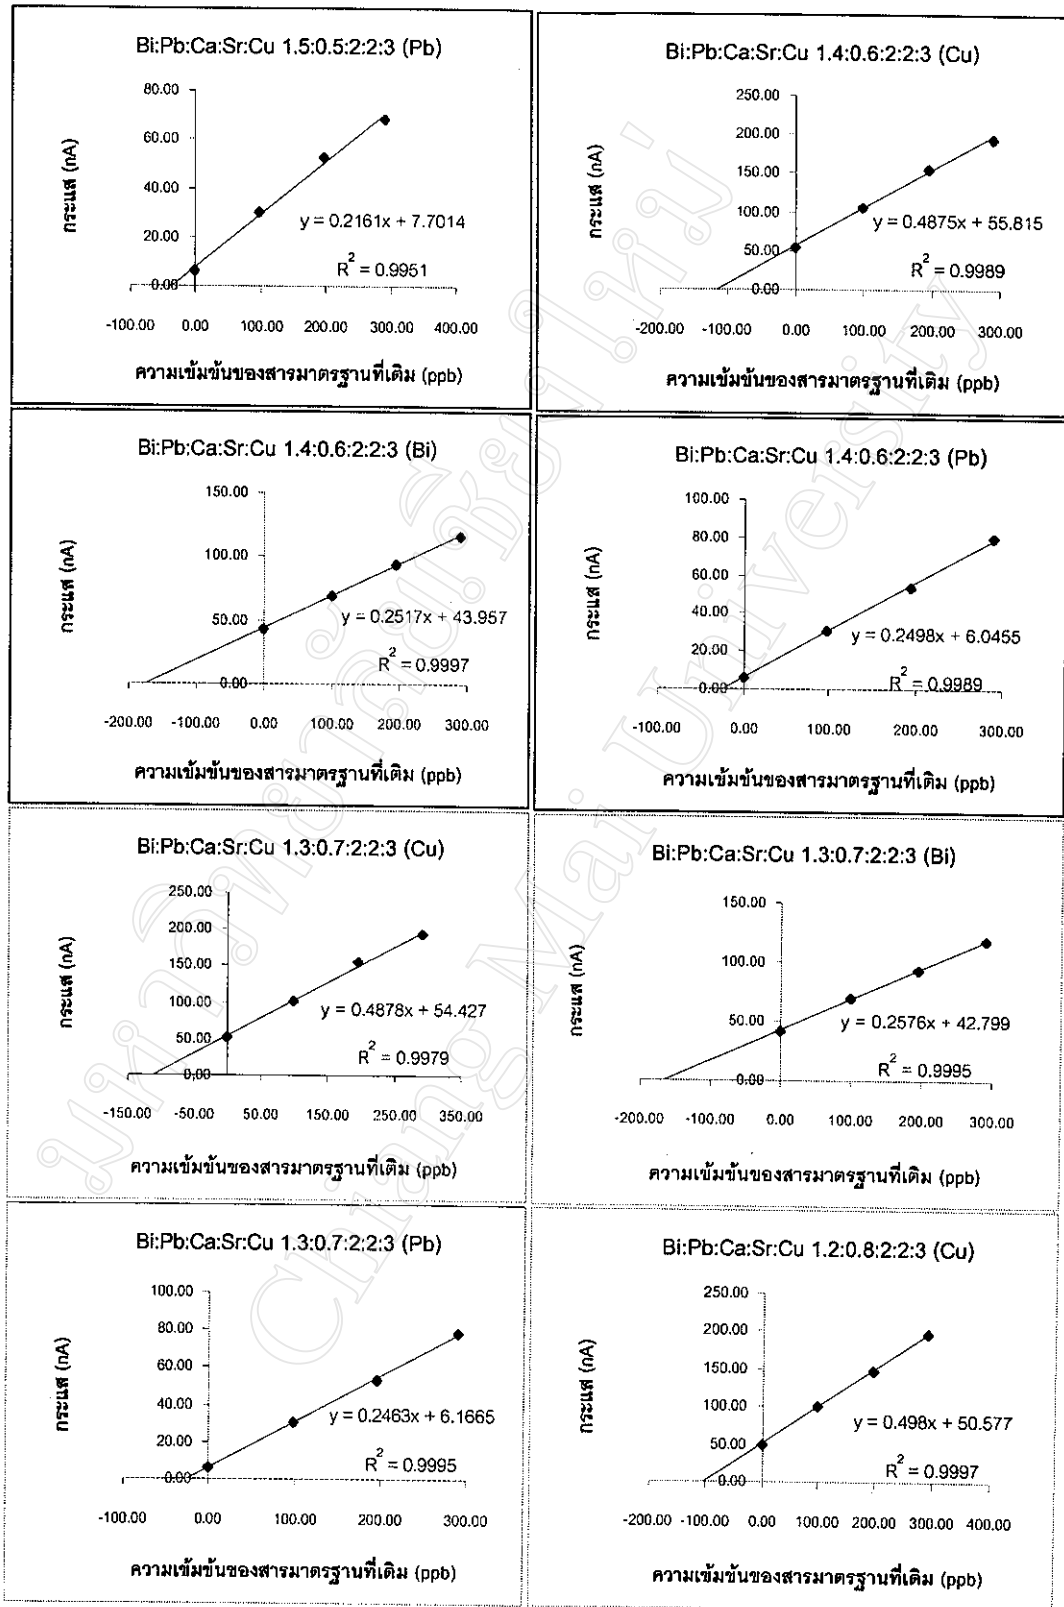 Bi:Pb:Ca:Sr:Cu 1.5:0.5:2:2:3 (Pb)
กระแส (nA)
80.00
60.00
40.00
20.00
0.00
y = 0.2161x + 7.7014
R² = 0.9951
-100.00 0.00 100.00 200.00 300.00 400.00
ความเข้มข้นของสารมาตรฐานที่เติม (ppb)
Bi:Pb:Ca:Sr:Cu 1.4:0.6:2:2:3 (Cu)
กระแส (nA)
250.00
200.00
150.00
100.00
50.00
0.00
y = 0.4875x + 55.815
R² = 0.9989
-200.00 -100.00 0.00 100.00 200.00 300.00
ความเข้มข้นของสารมาตรฐานที่เติม (ppb)
Bi:Pb:Ca:Sr:Cu 1.4:0.6:2:2:3 (Bi)
กระแส (nA)
150.00
100.00
50.00
0.00
y = 0.2517x + 43.957
R² = 0.9997
-200.00 -100.00 0.00 100.00 200.00 300.00
ความเข้มข้นของสารมาตรฐานที่เติม (ppb)
Bi:Pb:Ca:Sr:Cu 1.4:0.6:2:2:3 (Pb)
กระแส (nA)
100.00
80.00
60.00
40.00
20.00
0.00
y = 0.2498x + 6.0455
R² = 0.9989
-100.00 0.00 100.00 200.00 300.00
ความเข้มข้นของสารมาตรฐานที่เติม (ppb)
Bi:Pb:Ca:Sr:Cu 1.3:0.7:2:2:3 (Cu)
กระแส (nA)
250.00
200.00
150.00
100.00
50.00
0.00
y = 0.4878x + 54.427
R² = 0.9979
-150.00 -50.00 50.00 150.00 250.00 350.00
ความเข้มข้นของสารมาตรฐานที่เติม (ppb)
Bi:Pb:Ca:Sr:Cu 1.3:0.7:2:2:3 (Bi)
กระแส (nA)
150.00
100.00
50.00
0.00
y = 0.2576x + 42.799
R² = 0.9995
-200.00 -100.00 0.00 100.00 200.00 300.00
ความเข้มข้นของสารมาตรฐานที่เติม (ppb)
Bi:Pb:Ca:Sr:Cu 1.3:0.7:2:2:3 (Pb)
กระแส (nA)
100.00
80.00
60.00
40.00
20.00
0.00
y = 0.2463x + 6.1665
R² = 0.9995
-100.00 0.00 100.00 200.00 300.00
ความเข้มข้นของสารมาตรฐานที่เติม (ppb)
Bi:Pb:Ca:Sr:Cu 1.2:0.8:2:2:3 (Cu)
กระแส (nA)
250.00
200.00
150.00
100.00
50.00
0.00
y = 0.498x + 50.577
R² = 0.9997
-200.00 -100.00 0.00 100.00 200.00 300.00 400.00
ความเข้มข้นของสารมาตรฐานที่เติม (ppb)
มหาวิทยาลัยเชียงใหม่
Chiang Mai University